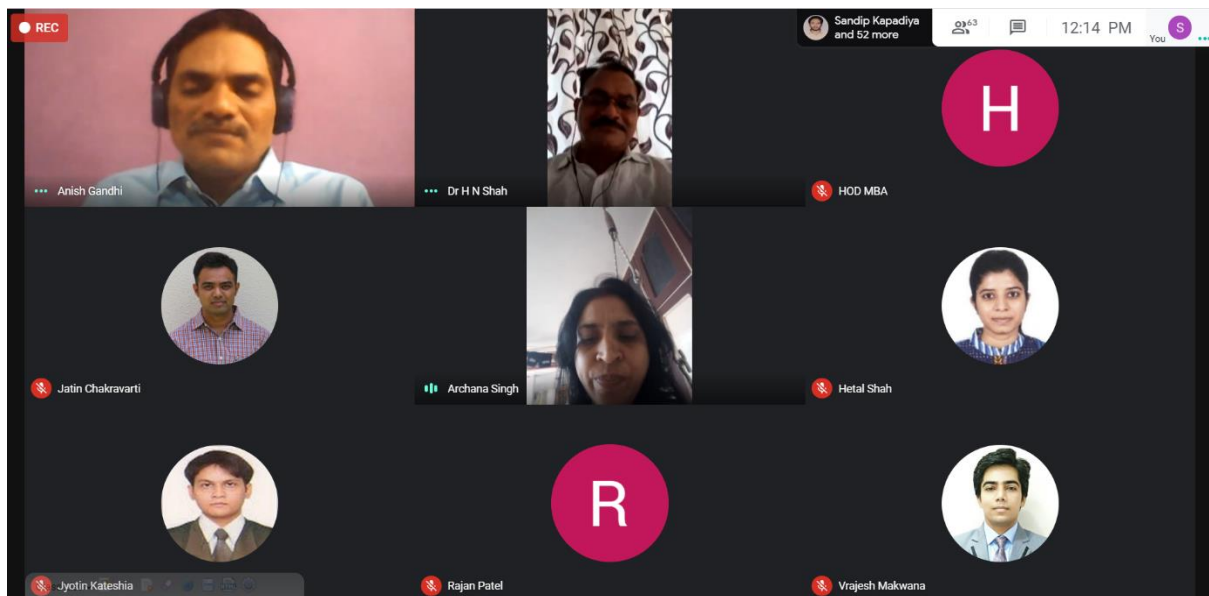 REC
Sandip Kapadiya
and 52 more
63
12:14 PM
You
S
H
Anish Gandhi
Dr H N Shah
HOD MBA
Jatin Chakravarti
Archana Singh
Hetal Shah
R
Jyotin Kateshia
Rajan Patel
Vrajesh Makwana